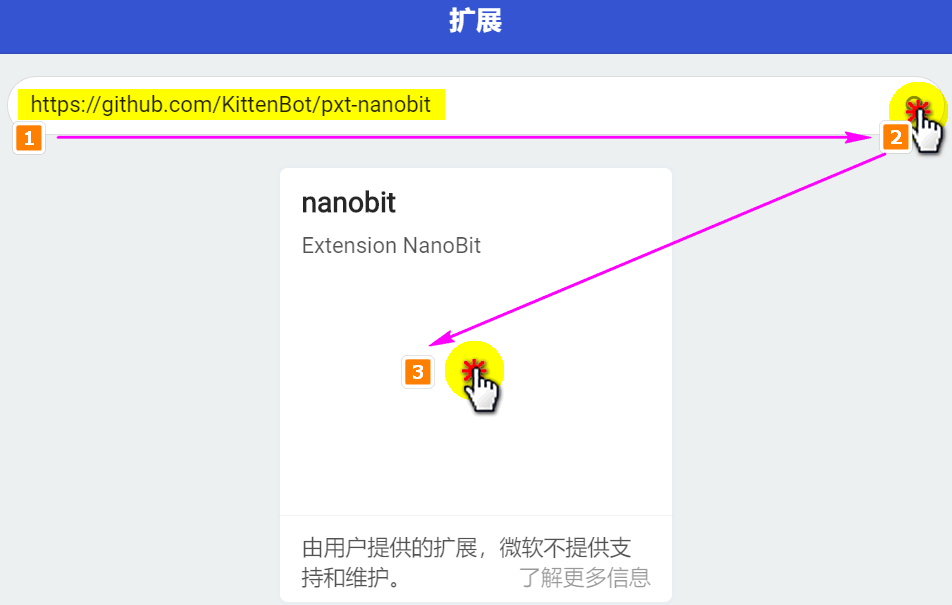 扩展
https://github.com/KittenBot/pxt-nanobit
1
2
nanobit
Extension NanoBit
3
由用户提供的扩展，微软不提供支
持和维护。 了解更多信息